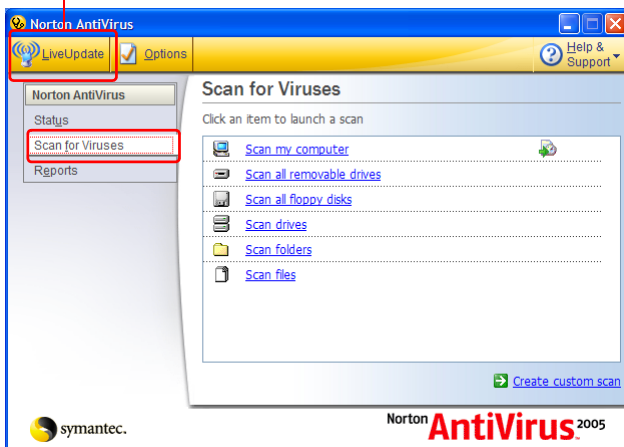 Norton AntiVirus
LiveUpdate
Options
Help & Support
Norton AntiVirus
Status
Scan for Viruses
Reports
Scan for Viruses
Click an item to launch a scan
Scan my computer
Scan all removable drives
Scan all floppy disks
Scan drives
Scan folders
Scan files
Create custom scan
symantec.
Norton AntiVirus 2005